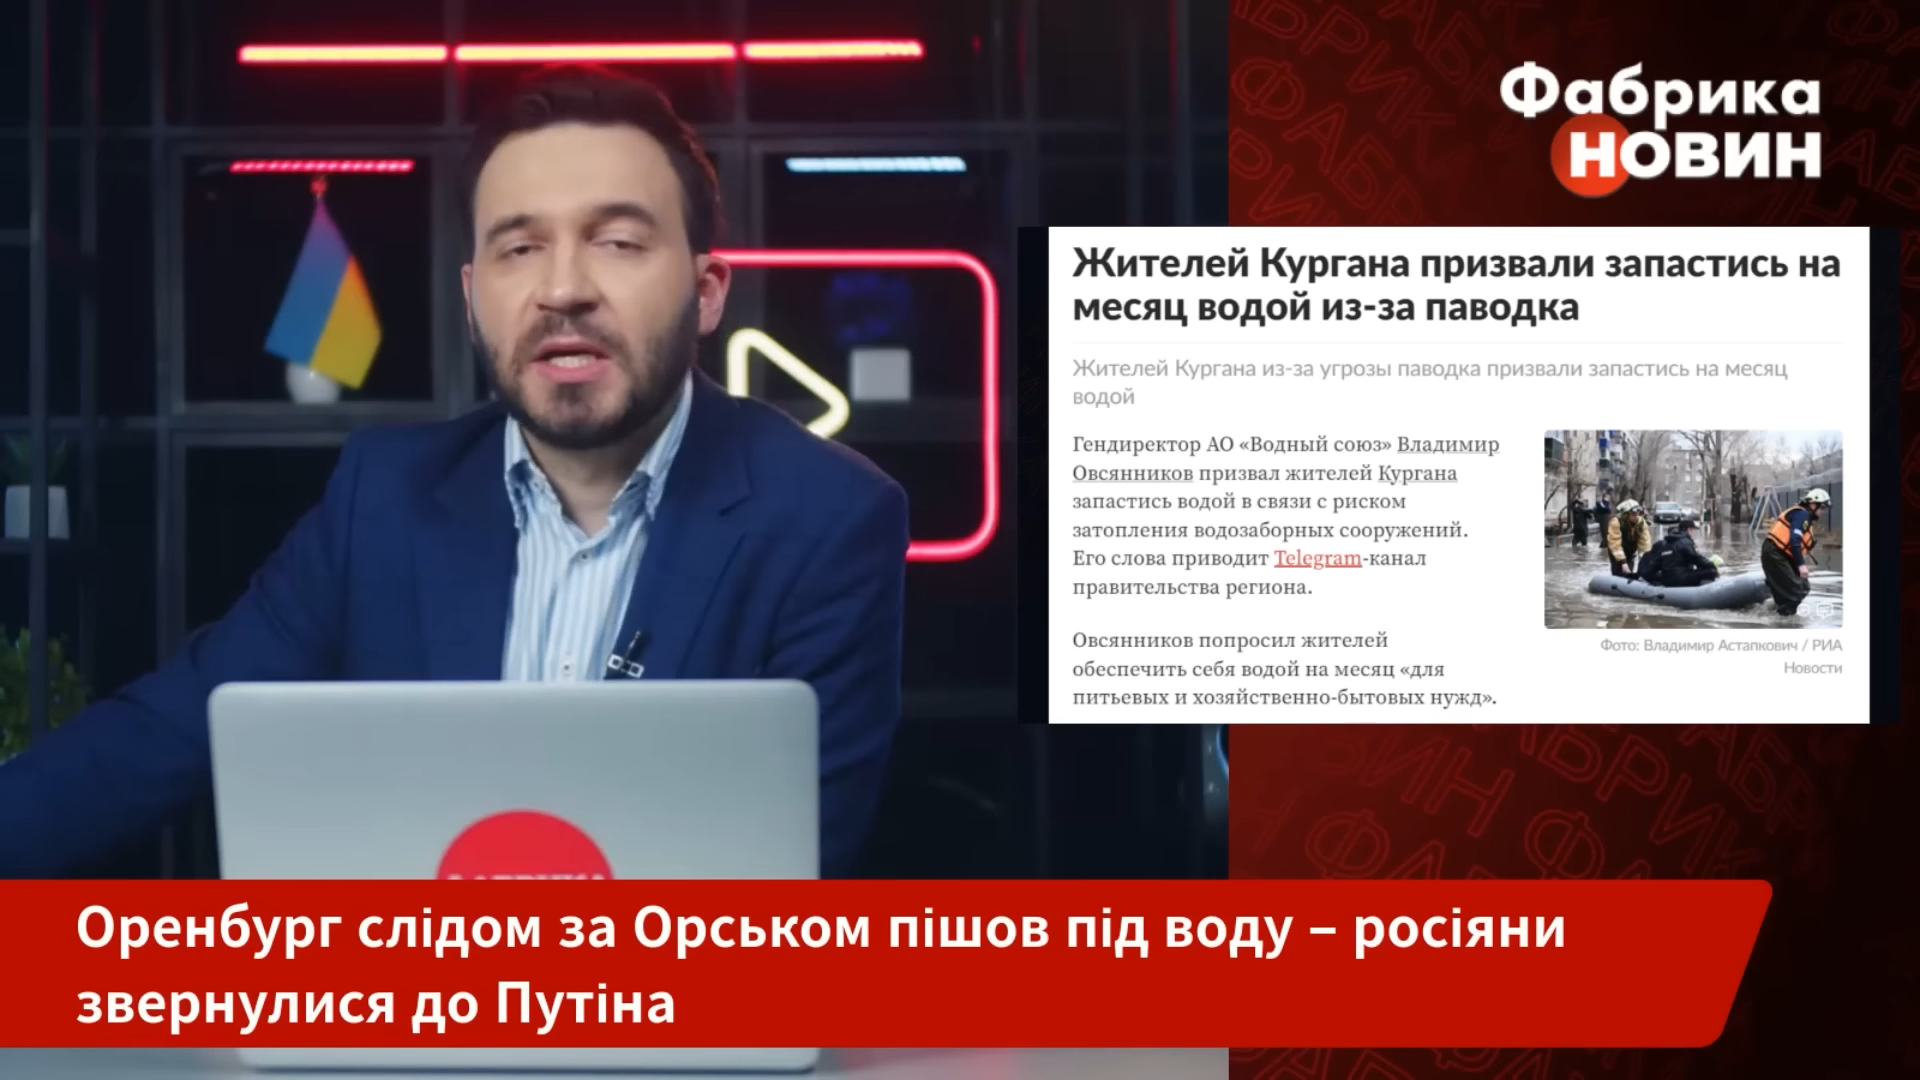 Фабрика
новин
Жителей Кургана призвали запастись на
месяц водой из-за паводка
Жителей Кургана из-за угрозы паводка призвали запастись на месяц
водой
Гендиректор АО «Водный союз» Владимир
Овсянников призвал жителей Кургана
запастись водой в связи с риском
затопления водозаборных сооружений.
Его слова приводит Telegram-канал
правительства региона.
Овсянников попросил жителей
обеспечить себя водой на месяц «для
питьевых и хозяйственно-бытовых нужд».
Фото: Владимир Астапкович / РИА
Новости
Оренбург слідом за Орськом пішов під воду – росіяни
звернулися до Путіна